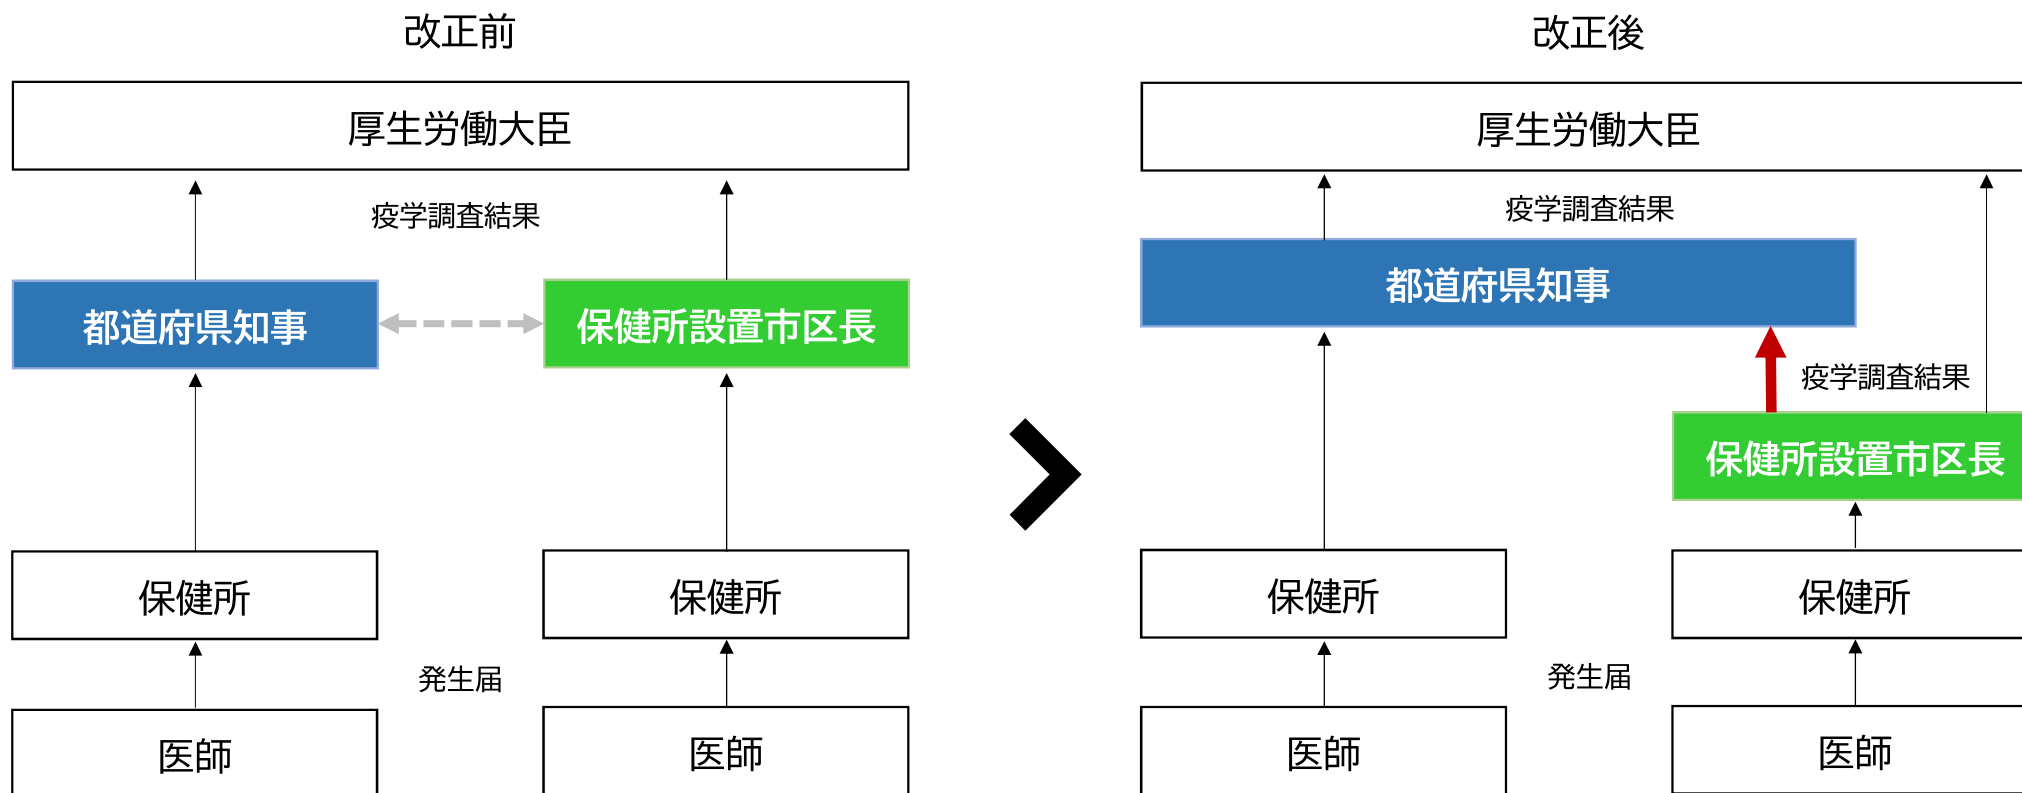 改正前
厚生労働大臣
疫学調査結果
都道府県知事
保健所設置市区長
保健所
保健所
発生届
医師
医師
改正後
厚生労働大臣
疫学調査結果
都道府県知事
疫学調査結果
保健所設置市区長
保健所
保健所
発生届
医師
医師